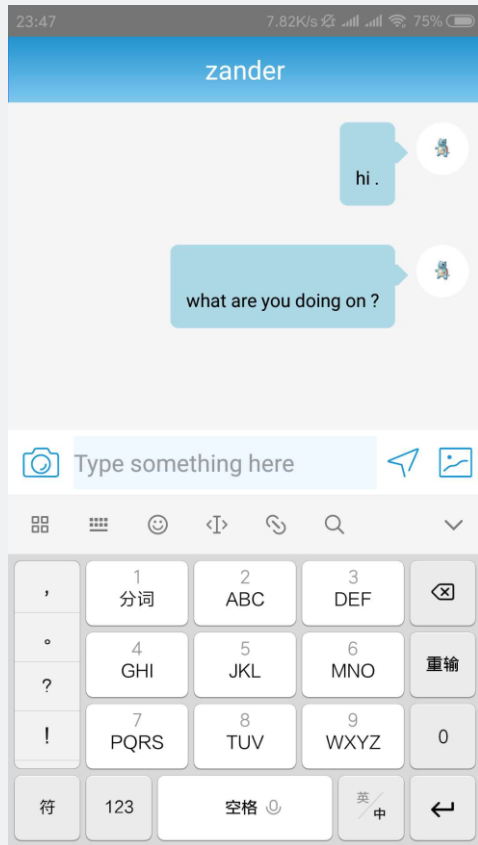 23:47 7.82K/s 75%
zander
hi .
what are you doing on ?
Type something here
, 1 2 3
分词 ABC DEF
。 4 5 6 重输
GHI JKL MNO
?
! 7 8 9 0
PQRS TUV WXYZ
符 123 空格 英/中